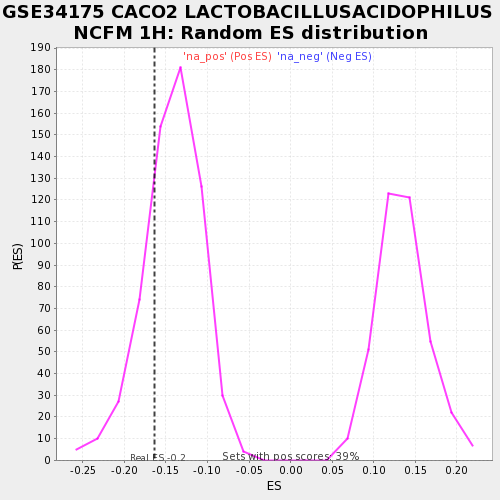 GSE34175 CACO2 LACTOBACILLUSACIDOPHILUS
NCFM 1H: Random ES distribution
'na_pos' (Pos ES) 'na_neg' (Neg ES)
190
180
170
160
150
140
130
120
110
100
90
80
70
60
50
40
30
20
10
0
P(ES)
Real ES -0.2
Sets with pos scores: 39%
-0.25 -0.20 -0.15 -0.10 -0.05 0.00 0.05 0.10 0.15 0.20
ES